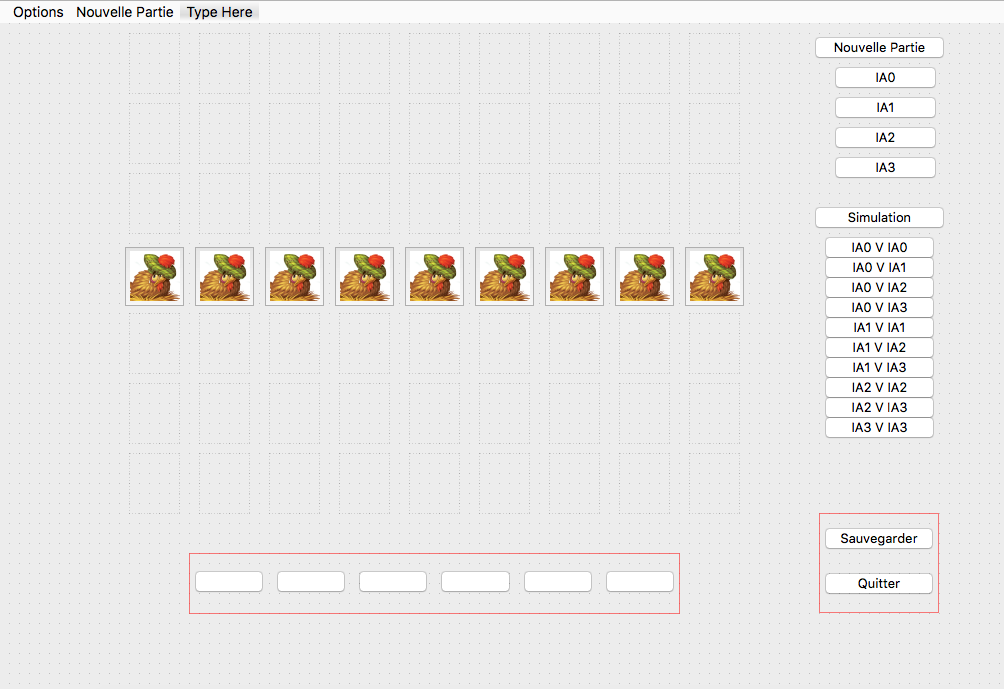 Options Nouvelle Partie Type Here
Nouvelle Partie
IA0
IA1
IA2
IA3
Simulation
IA0 V IA0
IA0 V IA1
IA0 V IA2
IA0 V IA3
IA1 V IA1
IA1 V IA2
IA1 V IA3
IA2 V IA2
IA2 V IA3
IA3 V IA3
Sauvegarder
Quitter